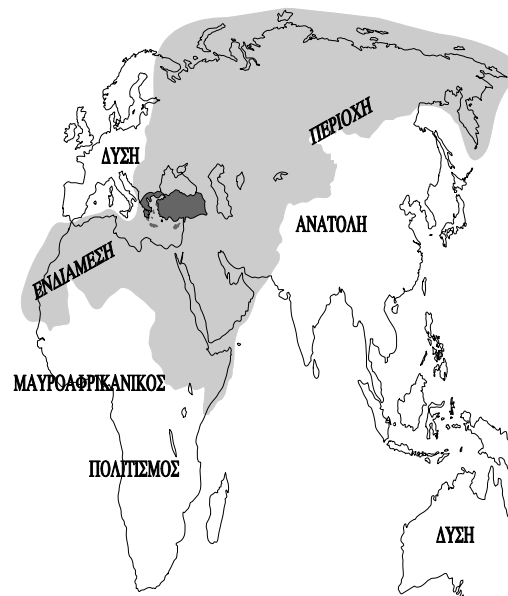 ΠΕΡΙΟΧΗ
ΔΥΣΗ
ΑΝΑΤΟΛΗ
ΕΝΔΙΑΜΕΣΗ
ΜΑΥΡΟΑΦΡΙΚΑΝΙΚΟΣ
ΠΟΛΙΤΙΣΜΟΣ
ΔΥΣΗ